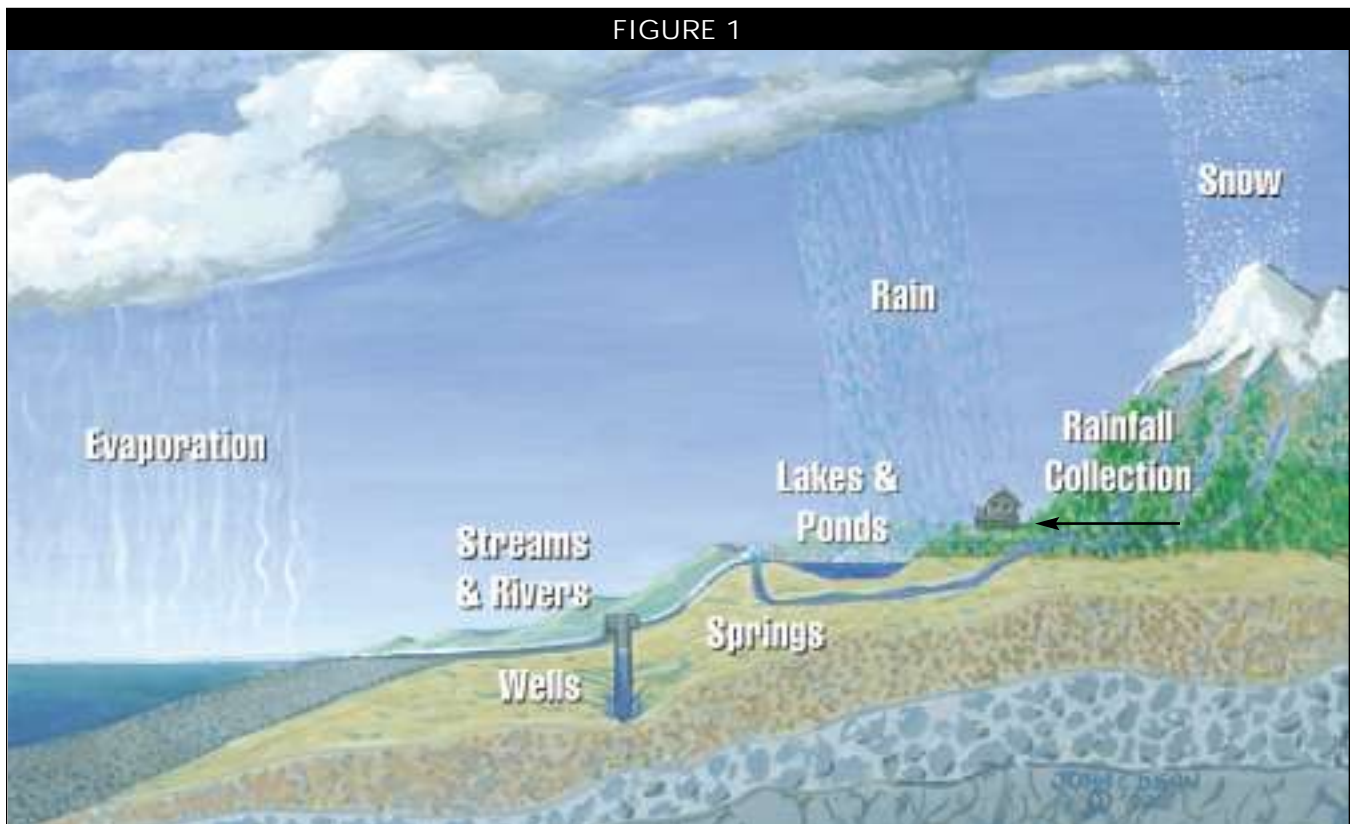 FIGURE 1
Snow
Rain
Evaporation
Rainfall
Collection
Lakes &
Ponds
Streams
& Rivers
Springs
Wells